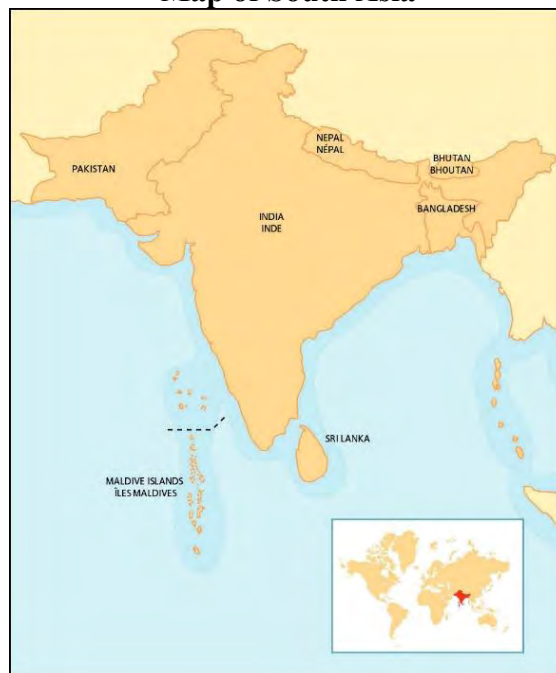 Map of South Asia
NEPAL
NÉPAL
BHUTAN
BHOUTAN
PAKISTAN
BANGLADESH
INDIA
INDE
SRI LANKA
MALDIVE ISLANDS
ÎLES MALDIVES